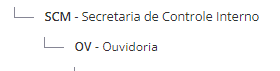 SCM - Secretaria de Controle Interno
OV - Ouvidoria